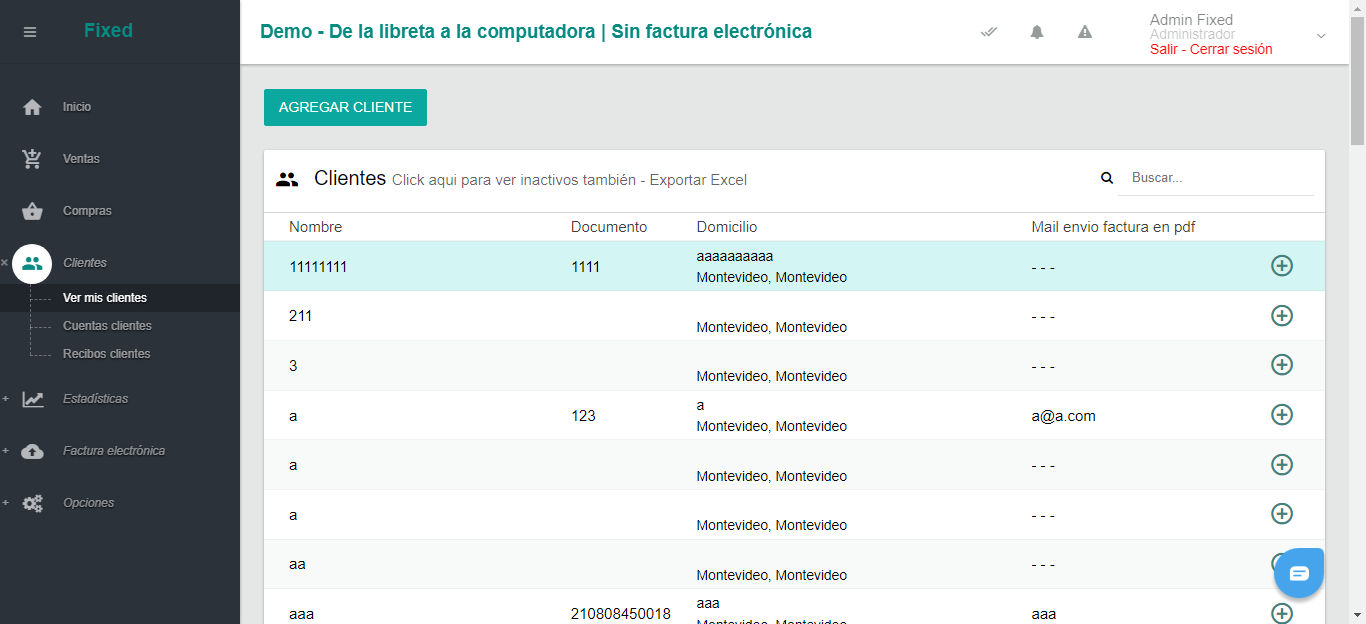 Fixed
Demo - De la libreta a la computadora | Sin factura electrónica
Admin Fixed
Administrador
Salir - Cerrar sesión
Inicio
Ventas
Compras
Clientes
Ver mis clientes
Cuentas clientes
Recibos clientes
Estadísticas
Factura electrónica
Opciones
AGREGAR CLIENTE
Clientes Click aqui para ver inactivos también - Exportar Excel
Buscar...
Nombre Documento Domicilio Mail envio factura en pdf
11111111 1111 aaaaaaaaaa - - -
Montevideo, Montevideo
211 - - -
Montevideo, Montevideo
3 - - -
Montevideo, Montevideo
a 123 a a@a.com
Montevideo, Montevideo
a - - -
Montevideo, Montevideo
a - - -
Montevideo, Montevideo
aa - - -
Montevideo, Montevideo
aaa 210808450018 aaa aaa
Montevideo, Montevideo